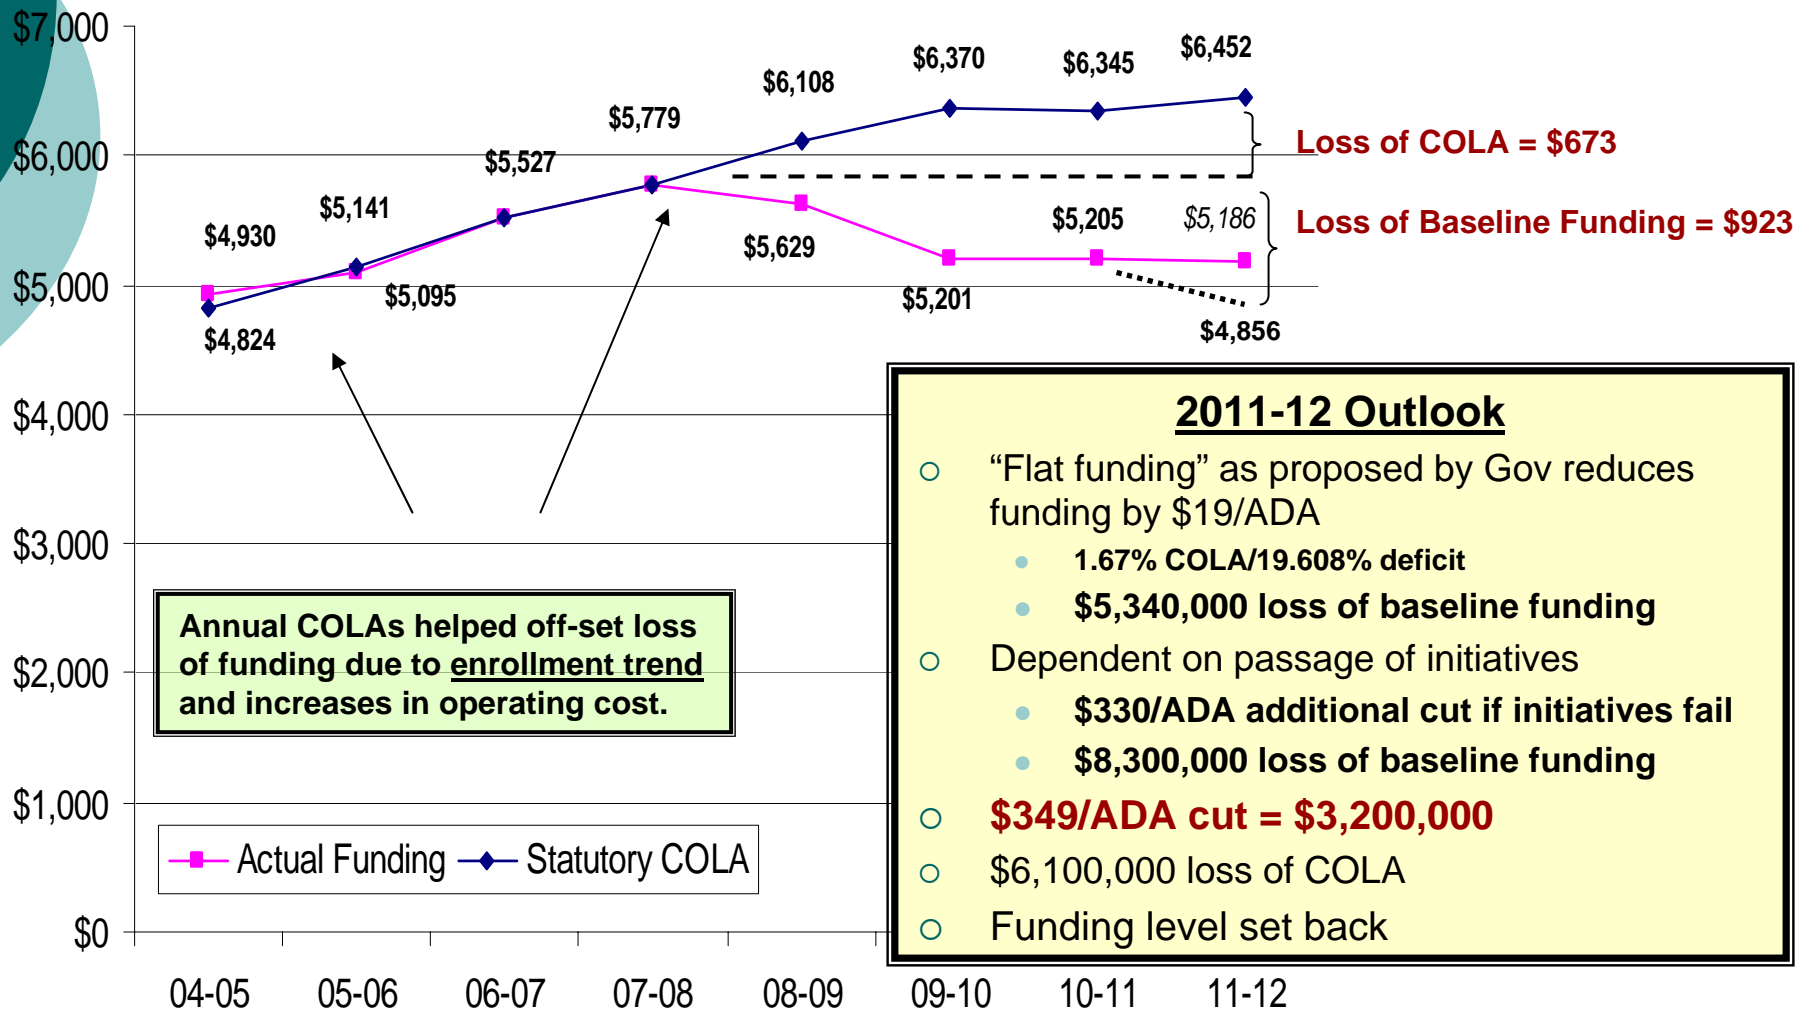 $7,000
$6,000
$5,000
$4,000
$3,000
$2,000
$1,000
$0
$4,930
$4,824
$5,141
$5,095
$5,527
$5,779
$6,108
$5,629
$6,370
$5,201
$6,345
$5,205
$6,452
$5,186
$4,856
Loss of COLA = $673
Loss of Baseline Funding = $923
Annual COLAs helped off-set loss
of funding due to enrollment trend
and increases in operating cost.
Actual Funding
Statutory COLA
2011-12 Outlook
“Flat funding” as proposed by Gov reduces
funding by $19/ADA
1.67% COLA/19.608% deficit
$5,340,000 loss of baseline funding
Dependent on passage of initiatives
$330/ADA additional cut if initiatives fail
$8,300,000 loss of baseline funding
$349/ADA cut = $3,200,000
$6,100,000 loss of COLA
Funding level set back
04-05
05-06
06-07
07-08
08-09
09-10
10-11
11-12